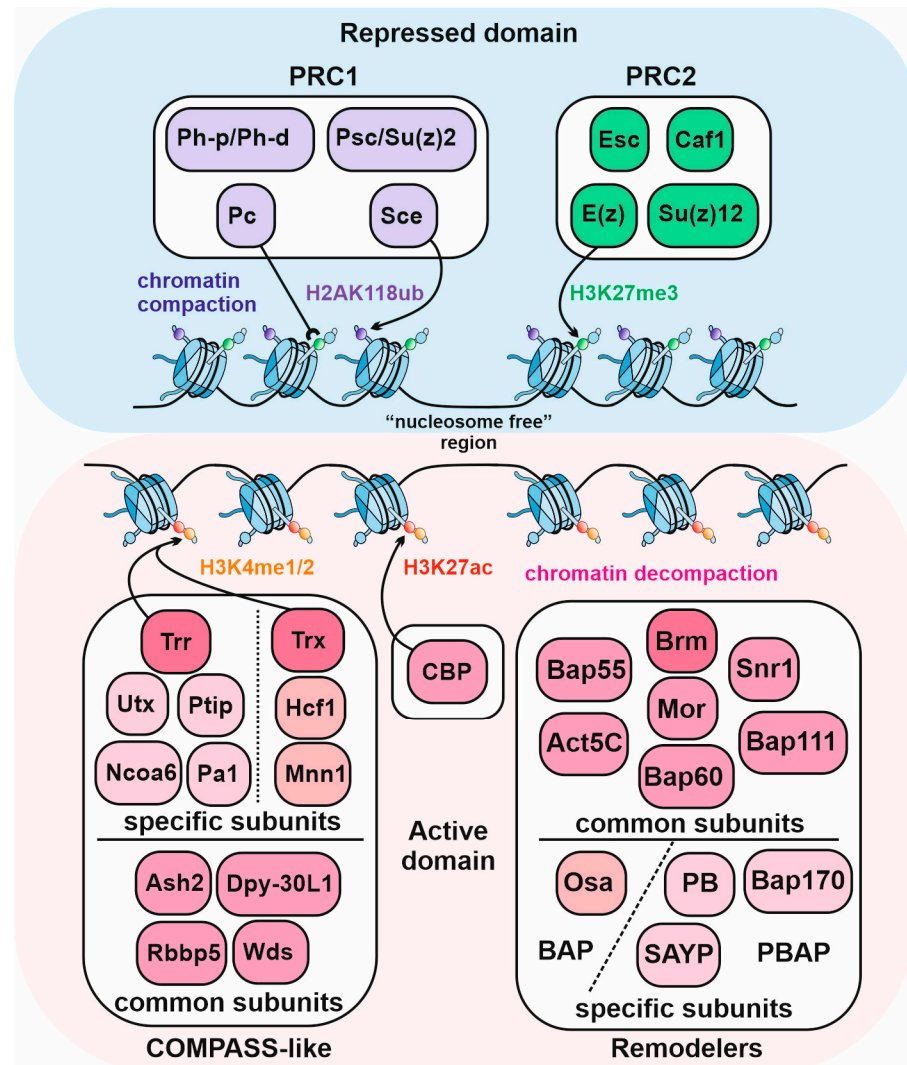 Repressed domain
PRC1
PRC2
Ph-p/Ph-d
Psc/Su(z)2
Pc
Sce
Esc
Caf1
E(z)
Su(z)12
chromatin
compaction
H2AK118ub
H3K27me3
“nucleosome free”
region
H3K4me1/2
H3K27ac
chromatin decompaction
Trr
Trx
Utx
Ptip
Hcf1
Ncoa6
Pa1
Mnn1
specific subunits
Ash2
Dpy-30L1
Rbbp5
Wds
common subunits
COMPASS-like
CBP
Active
domain
Brm
Bap55
Snr1
Mor
Act5C
Bap111
Bap60
common subunits
Osa
PB
Bap170
BAP
SAYP
PBAP
specific subunits
Remodelers